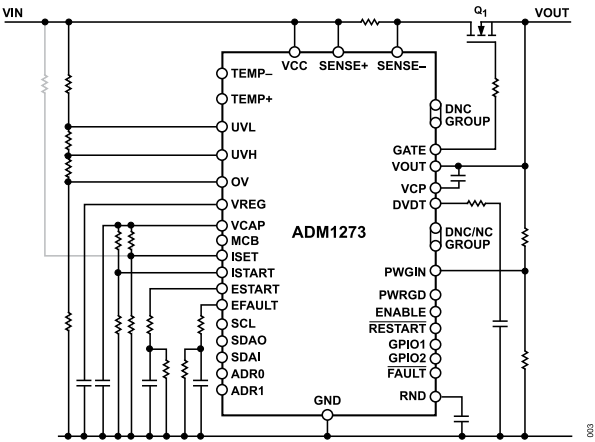 VIN
Q1
VOUT
VCC
SENSE+
SENSE–
TEMP–
TEMP+
UVL
UVH
OV
VREG
VCAP
MCB
ISET
ISTART
ESTART
EFAULT
SCL
SDAO
SDAI
ADR0
ADR1
ADM1273
DNC
GROUP
GATE
VOUT
VCP
DVDT
DNC/NC
GROUP
PWGIN
PWRGD
ENABLE
RESTART
GPIO1
GPIO2
FAULT
RND
GND
003